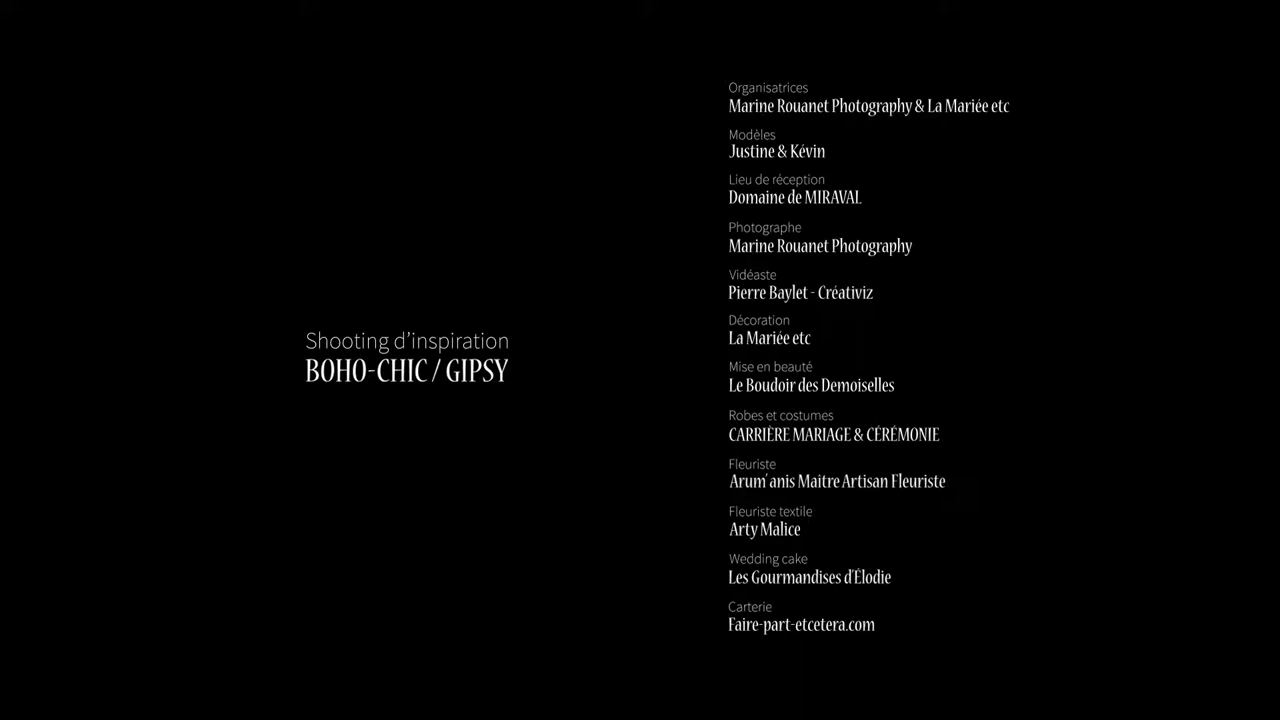 Shooting d’inspiration
BOHO-CHIC / GIPSY
Organisatrices
Marine Rouanet Photography & La Mariée etc
Modèles
Justine & Kévin
Lieu de réception
Domaine de MIRAVAL
Photographe
Marine Rouanet Photography
Vidéaste
Pierre Baylet - Créativiz
Décoration
La Mariée etc
Mise en beauté
Le Boudoir des Demoiselles
Robes et costumes
CARRIÈRE MARIAGE & CÉRÉMONIE
Fleuriste
Arum'anis Maître Artisan Fleuriste
Fleuriste textile
Arty Malice
Wedding cake
Les Gourmandises d'Élodie
Carterie
Faire-part-etcetera.com